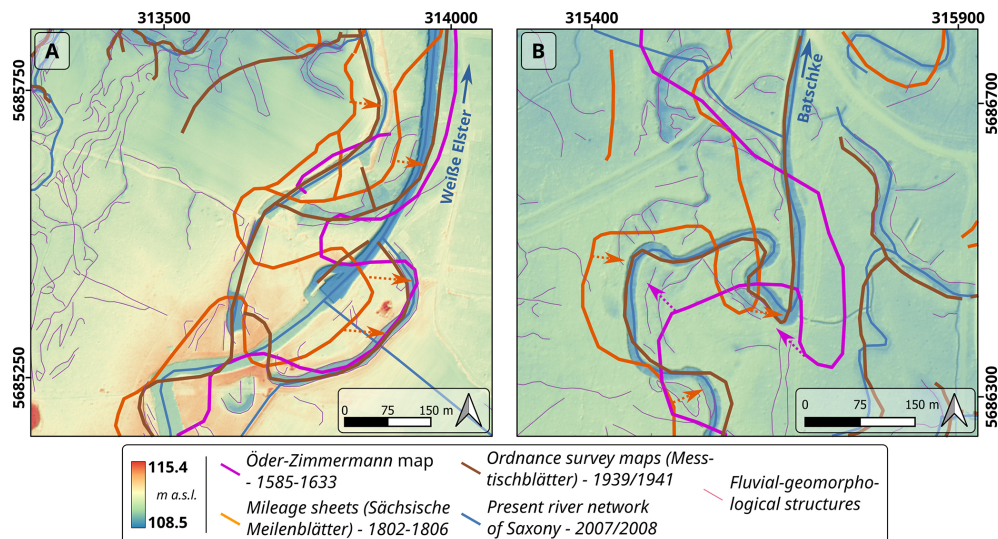 313500
314000
315400
315900
A
B
5685750
5685250
Weiße Elster
Batschke
5686700
5686300
0 75 150 m
0 75 150 m
115.4
m a.s.l.
108.5
Öder-Zimmermann map
- 1585-1633
Mileage sheets (Sächsische
Meilenblätter) - 1802-1806
Ordnance survey maps (Mess-
tischblätter) - 1939/1941
Present river network
of Saxony - 2007/2008
Fluvial-geomorpho-
logical structures